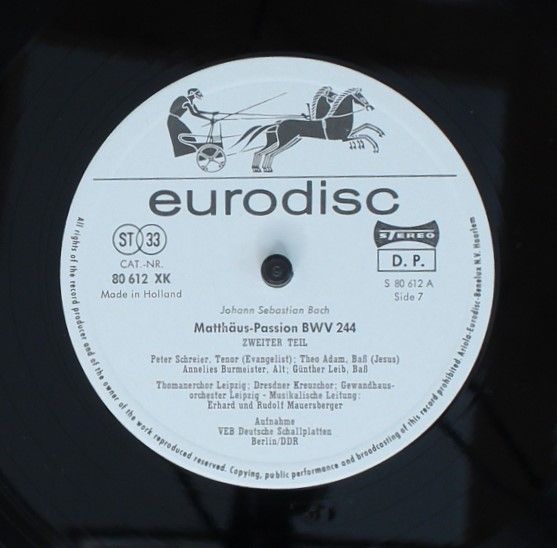 eurodisc
ST 33
CAT.-NR.
80 612 XK
Made in Holland
STEREO
D. P.
S 80 612 A
Side 7
Johann Sebastian Bach
Matthäus-Passion BWV 244
ZWEITER TEIL
Peter Schreier, Tenor (Evangelist); Theo Adam, Baß (Jesus)
Annelies Burmeister, Alt; Günther Leib, Baß
Thomanerchor Leipzig; Dresdner Kreuzchor; Gewandhaus-
orchester Leipzig - Musikalische Leitung:
Erhard und Rudolf Mauersberger
Aufnahme
VEB Deutsche Schallplatten
Berlin/DDR
All rights of the record producer and of the owner of the work reproduced reserved. Copying, public performance and broadcasting of this record prohibited Ariola-Eurodisc-Benelux N.V. Haarlem